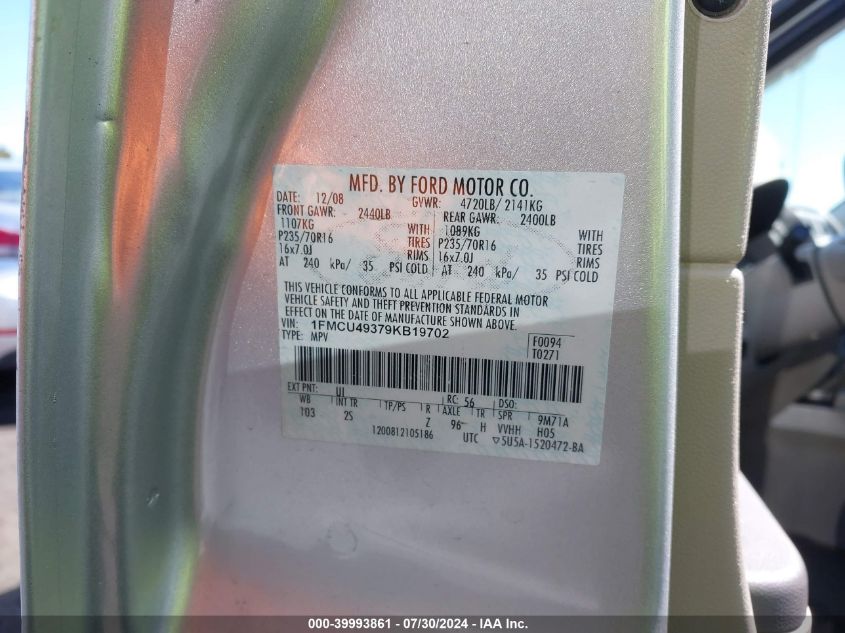 MFD. BY FORD MOTOR CO.
DATE: 12/08 GVWR: 4720LB/ 2141KG
FRONT GAWR: 2440LB REAR GAWR: 2400LB
1107KG WITH 1089KG WITH
P235/70R16 TIRES P235/70R16 TIRES
16x7.0J RIMS 16x7.0J RIMS
AT 240 kPa/ 35 PSI COLD AT 240 kPa/ 35 PSI COLD
THIS VEHICLE CONFORMS TO ALL APPLICABLE FEDERAL MOTOR
VEHICLE SAFETY AND THEFT PREVENTION STANDARDS IN
EFFECT ON THE DATE OF MANUFACTURE SHOWN ABOVE.
VIN: 1FMCU49379KB19702
TYPE: MPV
F0094
T0271
EXT PNT: UI RC: 56 DSO:
WB INT TR TP/PS R AXLE TR SPR 9M71A
103 2S Z 96 H VVHH H05
1200812105186 UTC ▽5U5A-1520472-BA
000-39993861 - 07/30/2024 - IAA Inc.